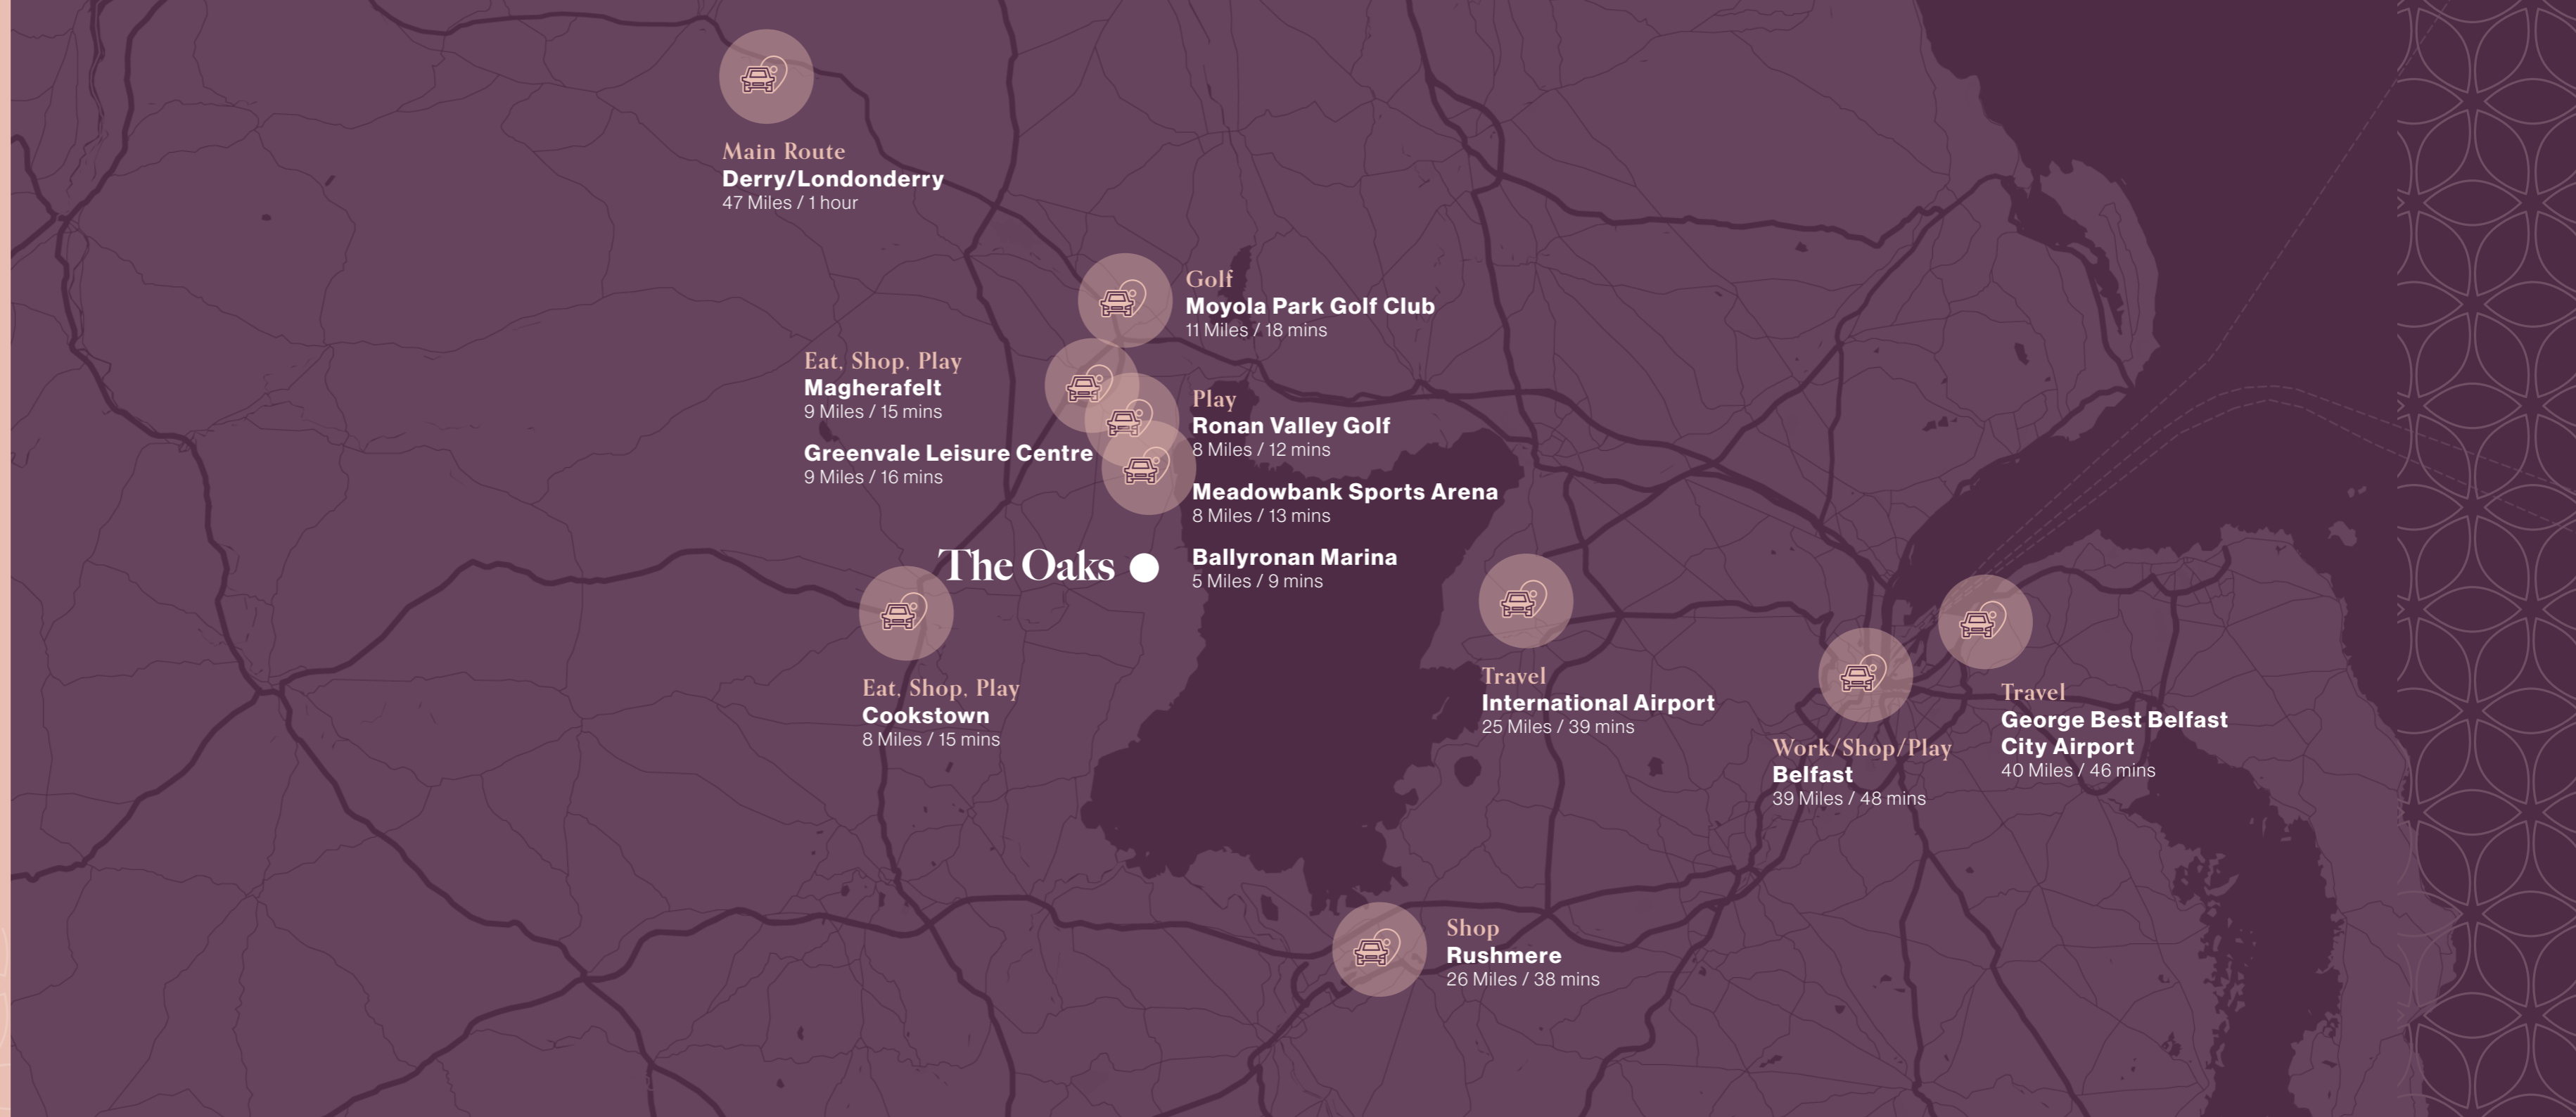 Main Route
Derry/Londonderry
47 Miles / 1 hour
Golf
Moyola Park Golf Club
11 Miles / 18 mins
Eat, Shop, Play
Magherafelt
9 Miles / 15 mins
Greenvale Leisure Centre
9 Miles / 16 mins
Play
Ronan Valley Golf
8 Miles / 12 mins
Meadowbank Sports Arena
8 Miles / 13 mins
Ballyronan Marina
5 Miles / 9 mins
The Oaks
Eat, Shop, Play
Cookstown
8 Miles / 15 mins
Travel
International Airport
25 Miles / 39 mins
Work/Shop/Play
Belfast
39 Miles / 48 mins
Travel
George Best Belfast
City Airport
40 Miles / 46 mins
Shop
Rushmere
26 Miles / 38 mins